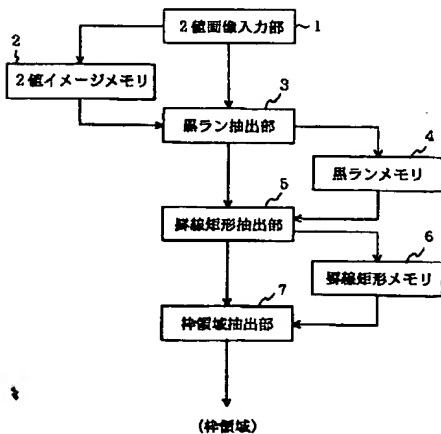 2値画像入力部
1
2
2値イメージメモリ
3
黒ラン抽出部
4
黒ランメモリ
5
罫線矩形抽出部
6
罫線矩形メモリ
7
枠領域抽出部
(枠領域)